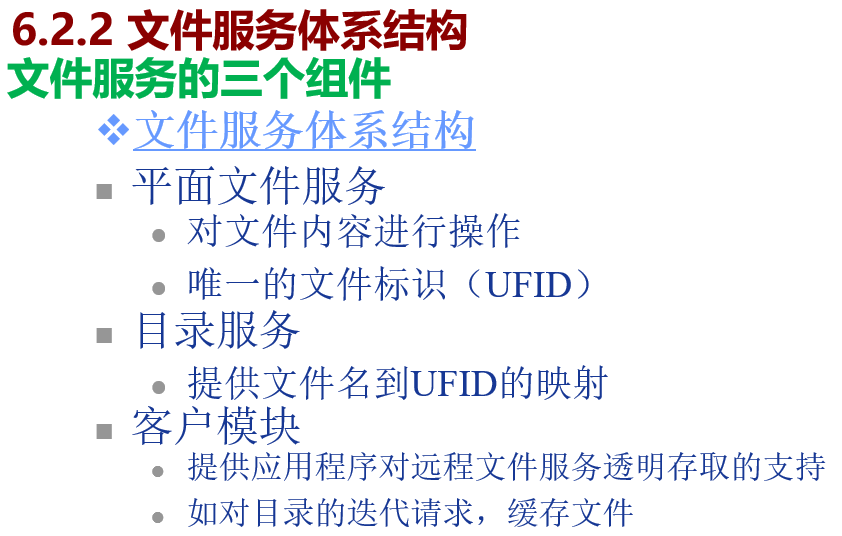 6.2.2 文件服务体系结构
文件服务的三个组件
文件服务体系结构
平面文件服务
对文件内容进行操作
唯一的文件标识（UFID）
目录服务
提供文件名到UFID的映射
客户模块
提供应用程序对远程文件服务透明存取的支持
如对目录的迭代请求，缓存文件